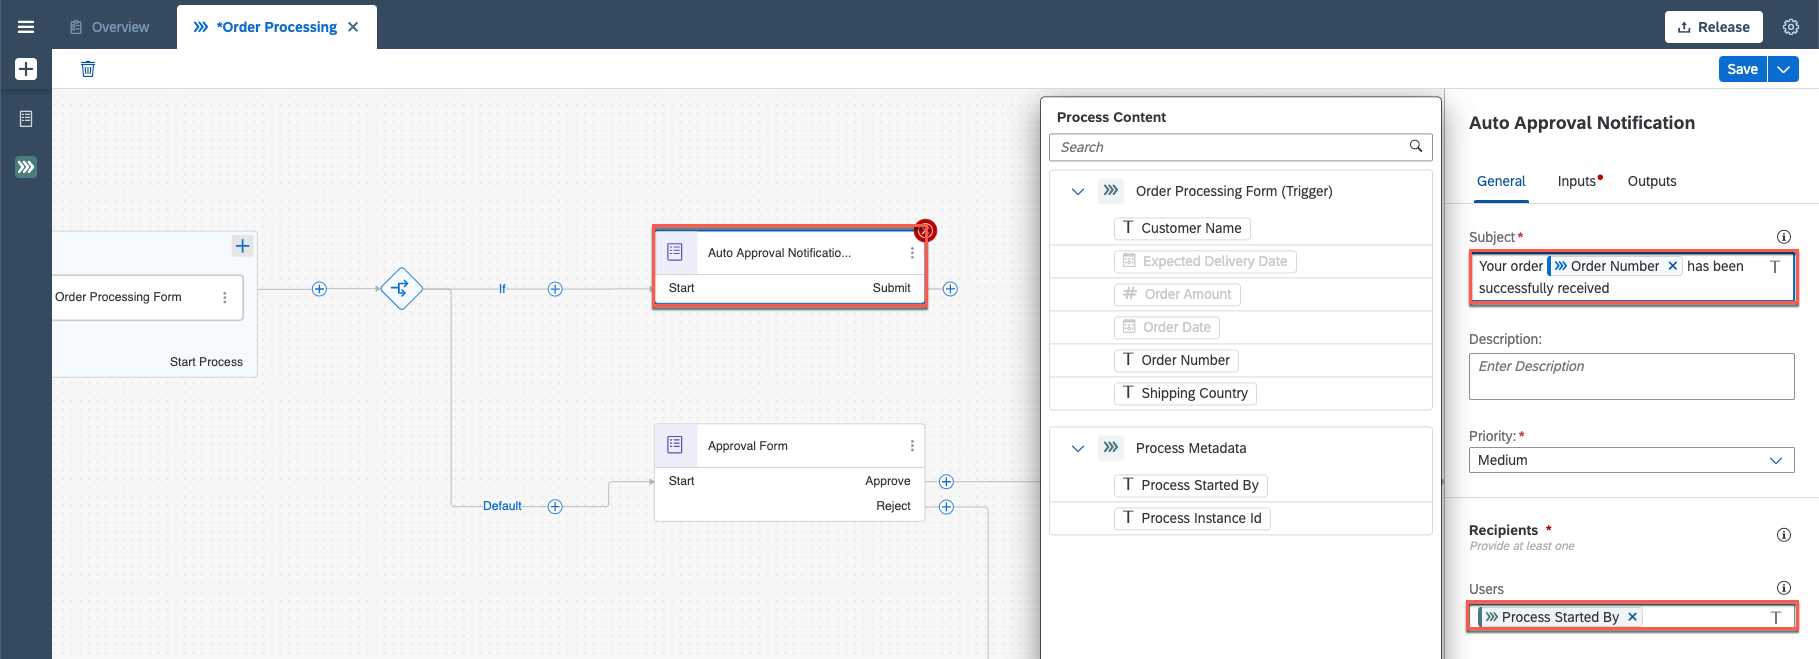 Overview
*Order Processing
Release
Save
Order Processing Form
Start Process
If
Default
Auto Approval Notificatio...
Start
Submit
Approval Form
Start
Approve
Reject
Process Content
Search
Order Processing Form (Trigger)
T Customer Name
Expected Delivery Date
# Order Amount
Order Date
T Order Number
T Shipping Country
Process Metadata
T Process Started By
T Process Instance Id
Auto Approval Notification
General
Inputs
Outputs
Subject*
Your order Order Number × has been T
successfully received
Description:
Enter Description
Priority: *
Medium
Recipients *
Provide at least one
Users
Process Started By × T